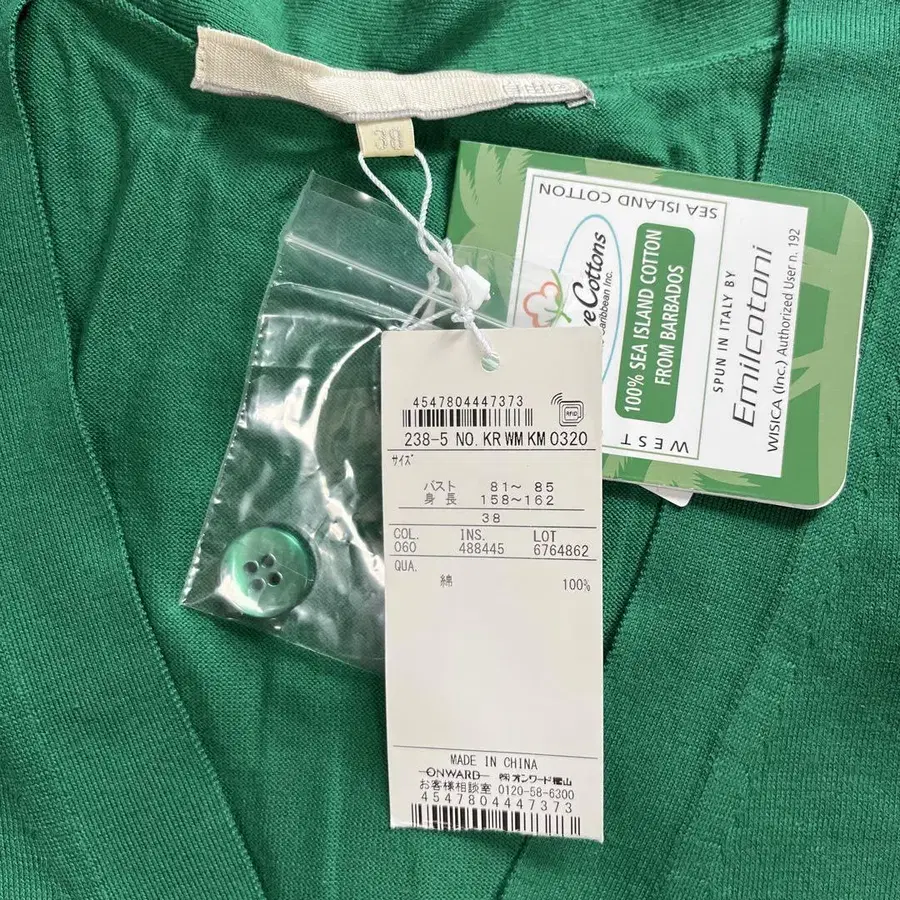 38
4547804447373
RFID
238-5 NO. KR WM KM 0320
サイズ
バスト 81～ 85
身 長 158～162
38
COL. INS. LOT
060 488445 6764862
QUA.
綿 100%
MADE IN CHINA
ONWARD ㈱オンワード樫山
お客様相談室 0120-58-6300
4547804447373
SEA ISLAND COTTON
Cottons
Caribbean Inc.
100% SEA ISLAND COTTON
FROM BARBADOS
WEST
SPUN IN ITALY BY
Emilcotoni
WISICA (Inc.) Authorized User n. 192